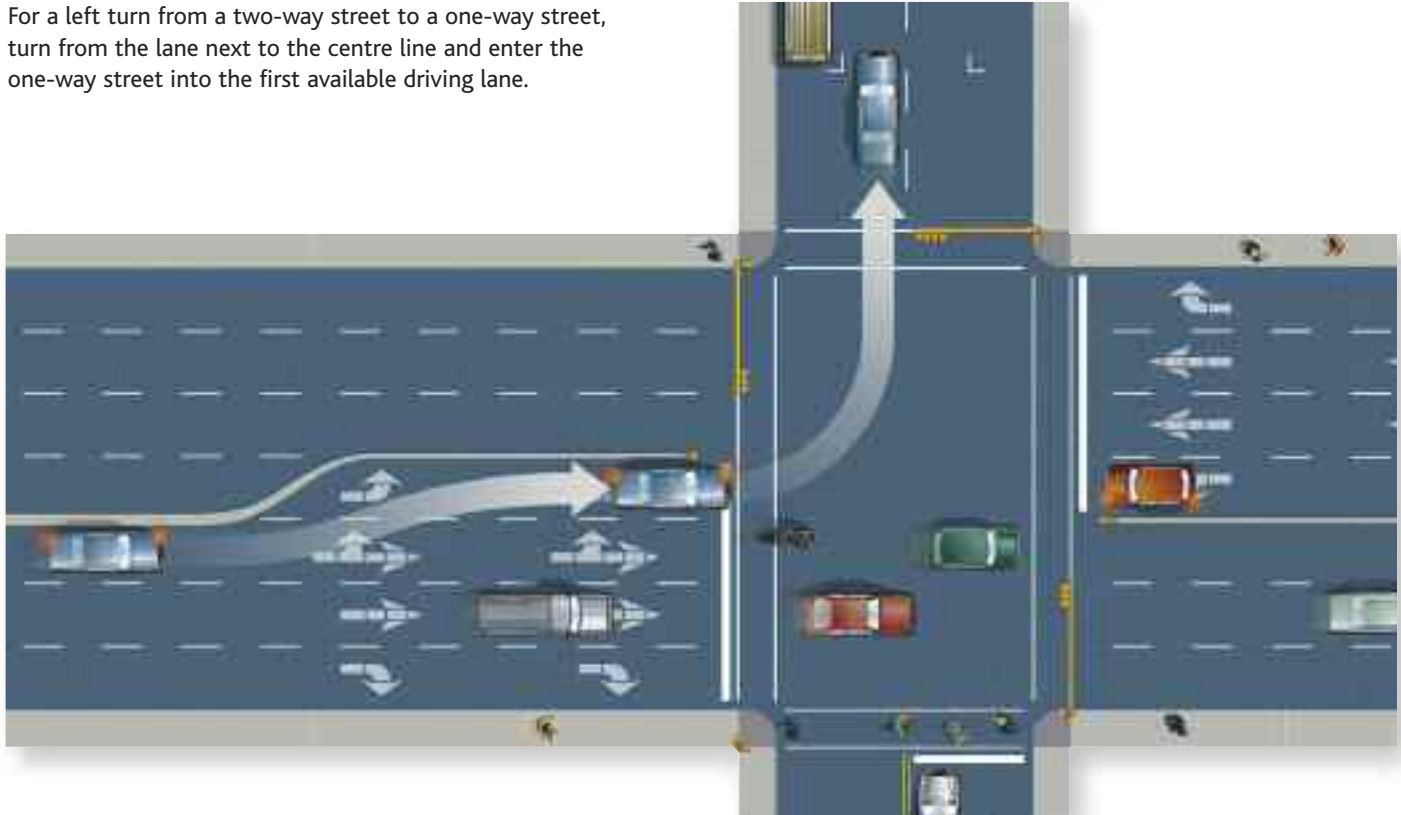 For a left turn from a two-way street to a one-way street,
turn from the lane next to the centre line and enter the
one-way street into the first available driving lane.